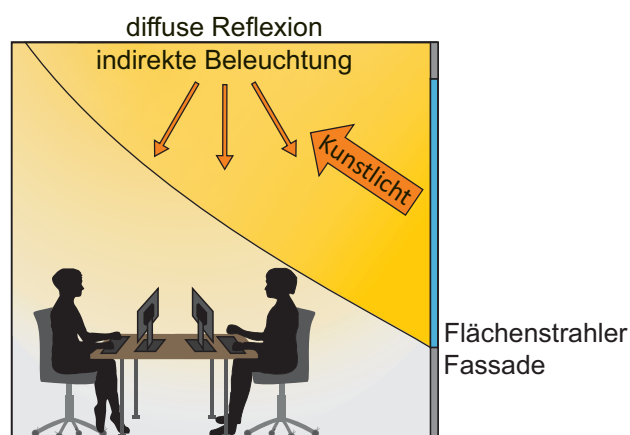 diffuse Reflexion
indirekte Beleuchtung
Kunstlicht
Flächenstrahler
Fassade